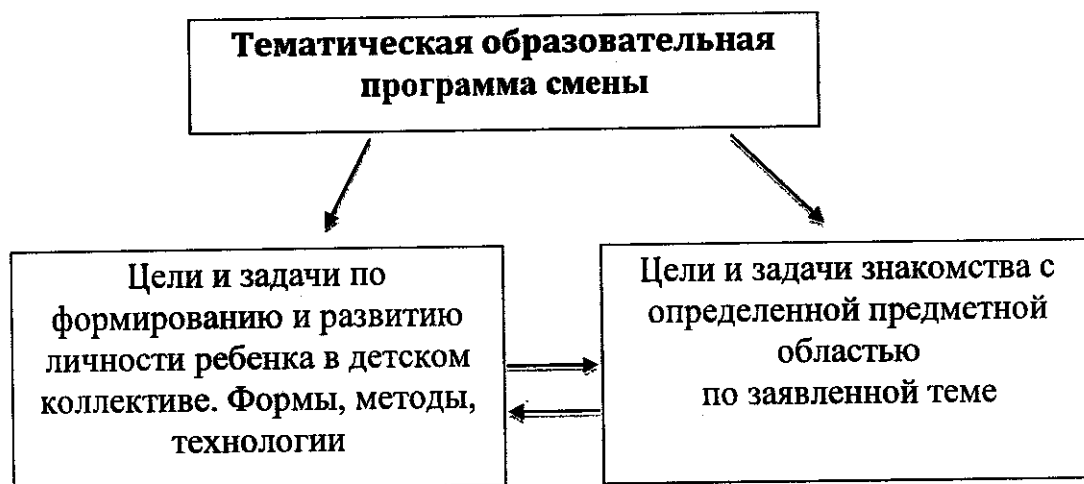 Тематическая образовательная
программа смены
Цели и задачи по
формированию и развитию
личности ребенка в детском
коллективе. Формы, методы,
технологии
Цели и задачи знакомства с
определенной предметной
областью
по заявленной теме